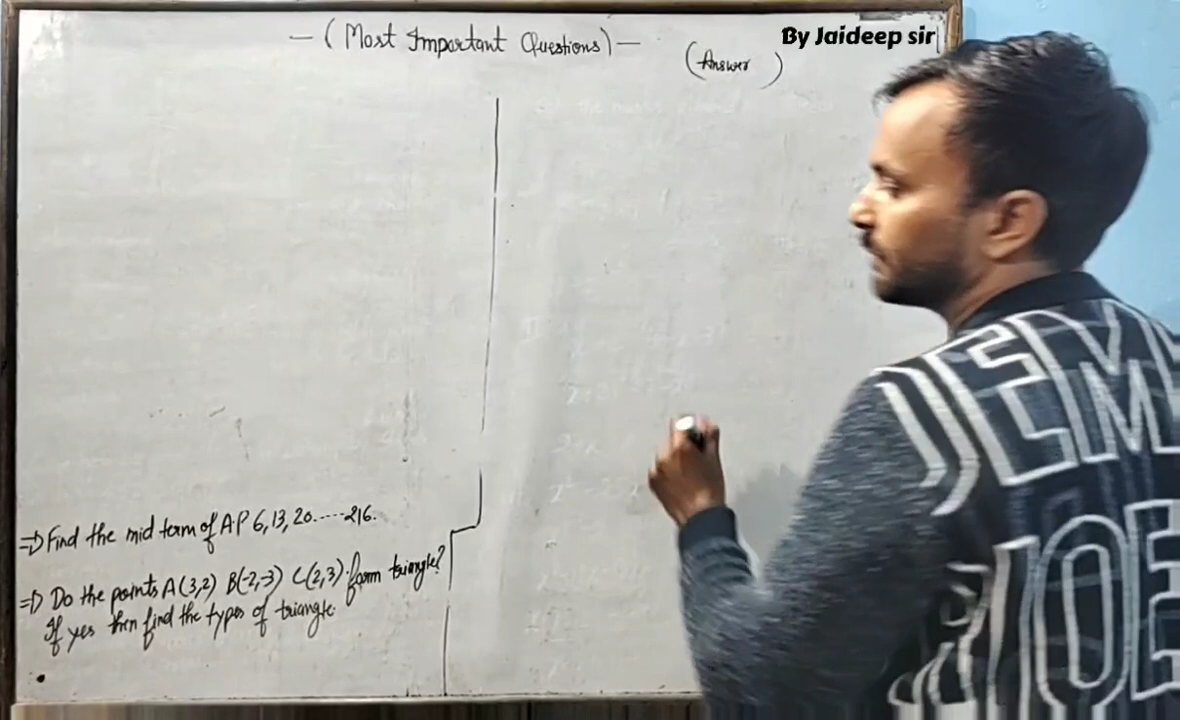 — (Most Important Questions) —
By Jaideep sir
(Answer )
=> Find the mid term of A.P 6, 13, 20.....216.
=> Do the points A(3,2) B(-2,-3) C(2,3) form triangle?
If yes then find the types of triangle.